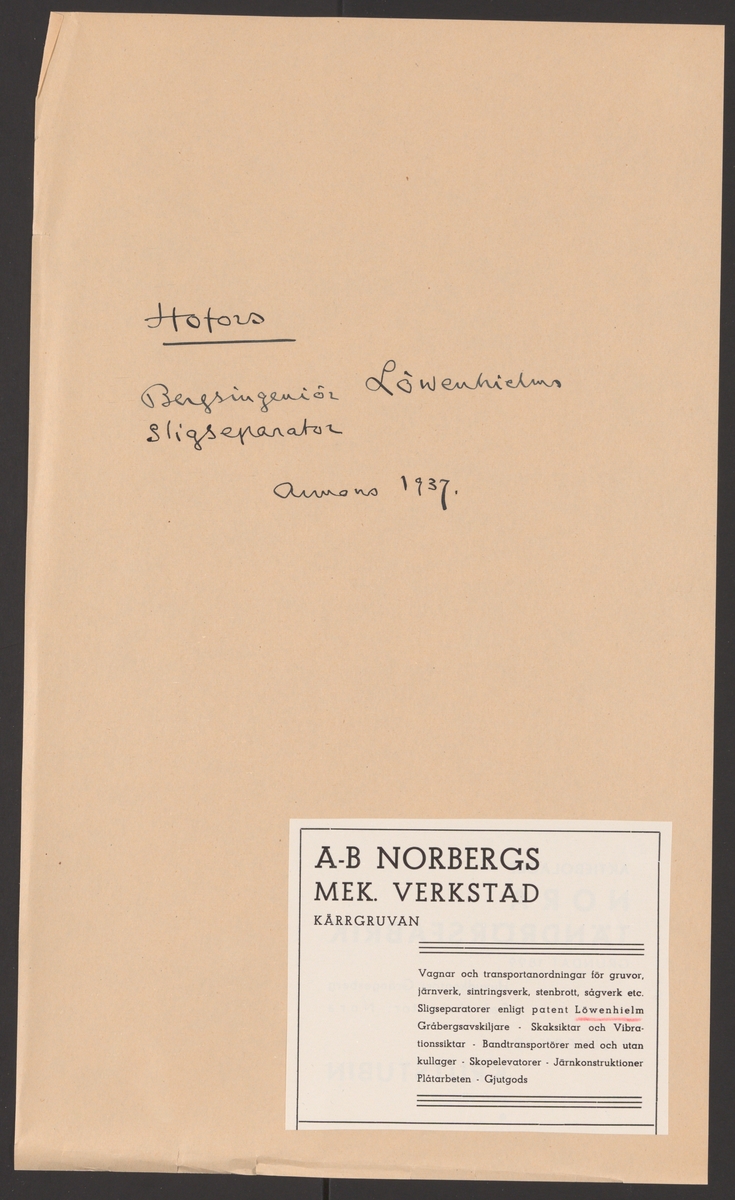 Hofors
Bergsingeniör Löwenhielms
Sligseparator
Annons 1937.
A-B NORBERGS
MEK. VERKSTAD
KÄRRGRUVAN
Vagnar och transportanordningar för gruvor,
järnverk, sintringsverk, stenbrott, sågverk etc.
Sligseparatorer enligt patent Löwenhielm
Gråbergsavskiljare - Skaksiktar och Vibra-
tionssiktar - Bandtransportörer med och utan
kullager - Skopelevatorer - Järnkonstruktioner
Plåtarbeten - Gjutgods